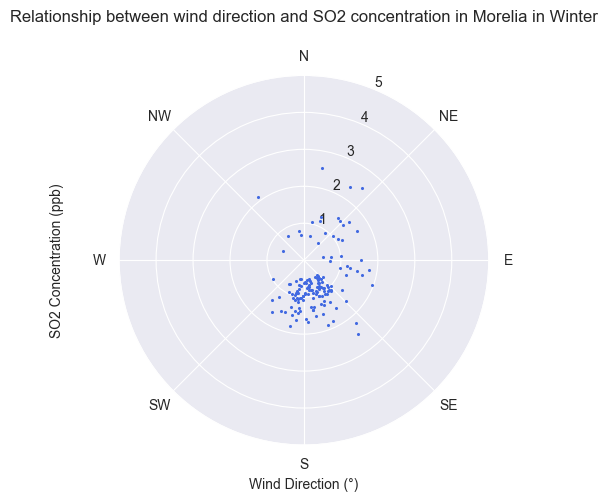 Relationship between wind direction and SO2 concentration in Morelia in Winter
N
NW
NE
5
4
3
2
1
W
E
SO2 Concentration (ppb)
SW
SE
S
Wind Direction (°)